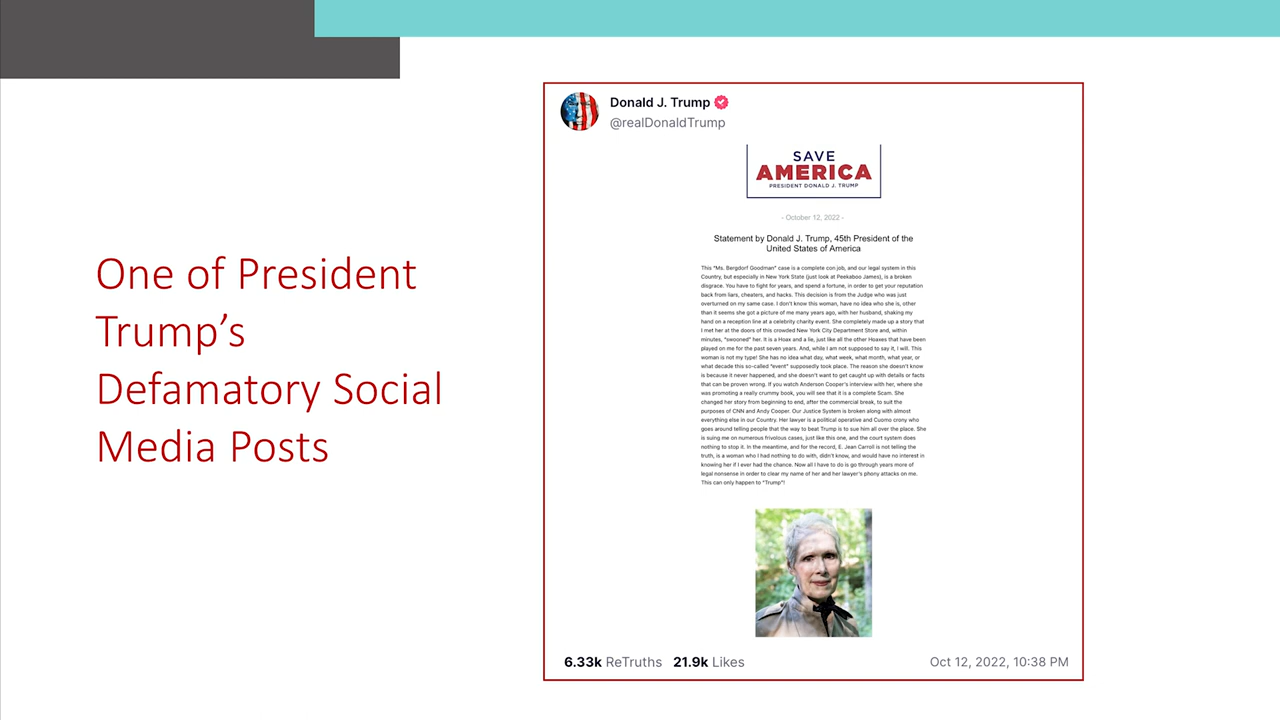 One of President
Trump’s
Defamatory Social
Media Posts
Donald J. Trump
@realDonaldTrump
SAVE
AMERICA
PRESIDENT DONALD J. TRUMP
- October 12, 2022 -
Statement by Donald J. Trump, 45th President of the
United States of America
This "Ms. Bergdorf Goodman" case is a complete con job, and our legal system in this
Country, but especially in New York State (just look at Peekaboo James), is a broken
disgrace. You have to fight for years, and spend a fortune, in order to get your reputation
back from liars, cheaters, and hacks. This decision is from the Judge who was just
overturned on my same case. I don't know this woman, have no idea who she is, other
than it seems she got a picture of me many years ago, with her husband, shaking my
hand on a reception line at a celebrity charity event. She completely made up a story that
I met her at the doors of this crowded New York City Department Store and, within
minutes, "swooned" her. It is a Hoax and a lie, just like all the other Hoaxes that have been
played on me for the past seven years. And, while I am not supposed to say it, I will. This
woman is not my type! She has no idea what day, what week, what month, what year, or
what decade this so-called "event" supposedly took place. The reason she doesn't know
is because it never happened, and she doesn't want to get caught up with details or facts
that can be proven wrong. If you watch Anderson Cooper's interview with her, where she
was promoting a really crummy book, you will see that it is a complete Scam. She
changed her story from beginning to end, after the commercial break, to suit the
purposes of CNN and Andy Cooper. Our Justice System is broken along with almost
everything else in our Country. Her lawyer is a political operative and Cuomo crony who
goes around telling people that the way to beat Trump is to sue him all over the place. She
is suing me on numerous frivolous cases, just like this one, and the court system does
nothing to stop it. In the meantime, and for the record, E. Jean Carroll is not telling the
truth, is a woman who I had nothing to do with, didn't know, and would have no interest in
knowing her if I ever had the chance. Now all I have to do is go through years more of
legal nonsense in order to clear my name of her and her lawyer's phony attacks on me.
This can only happen to "Trump"!
6.33k ReTruths 21.9k Likes Oct 12, 2022, 10:38 PM